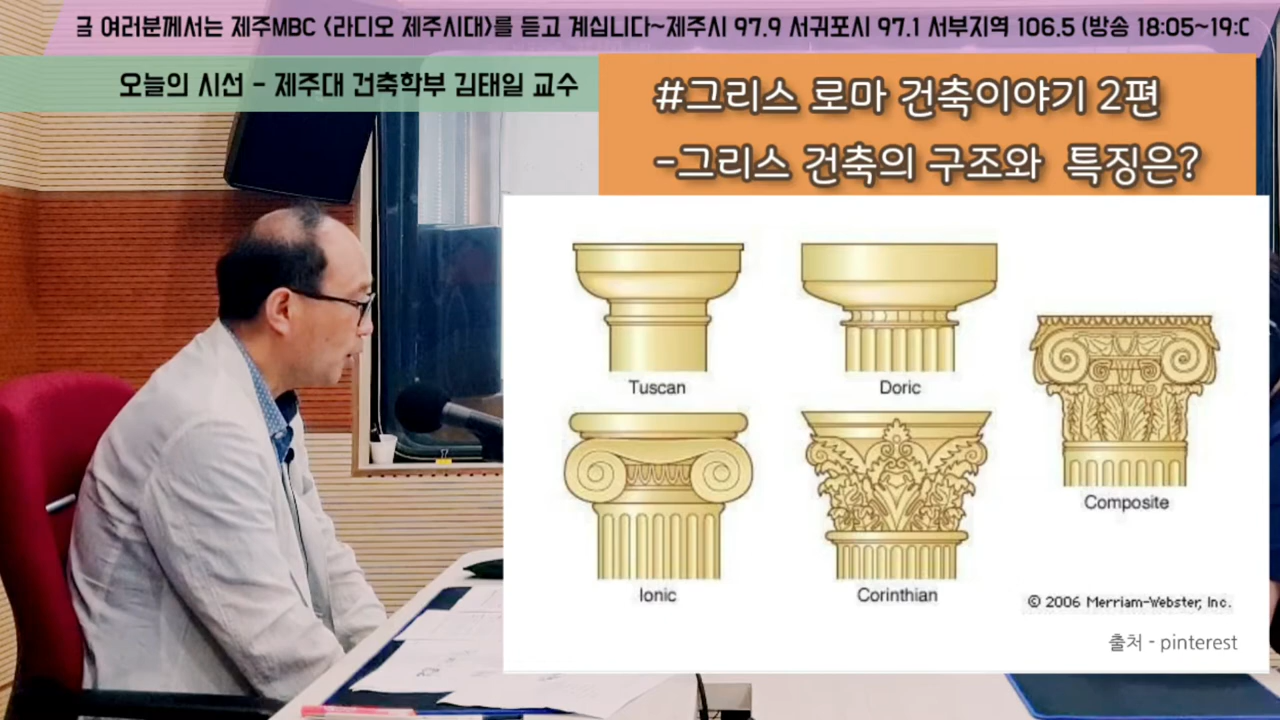 금 여러분께서는 제주MBC <라디오 제주시대>를 듣고 계십니다~제주시 97.9 서귀포시 97.1 서부지역 106.5 (방송 18:05~19:0
오늘의 시선 - 제주대 건축학부 김태일 교수
#그리스 로마 건축이야기 2편
-그리스 건축의 구조와 특징은?
Tuscan
Doric
Composite
Ionic
Corinthian
© 2006 Merriam-Webster, Inc.
출처 - pinterest